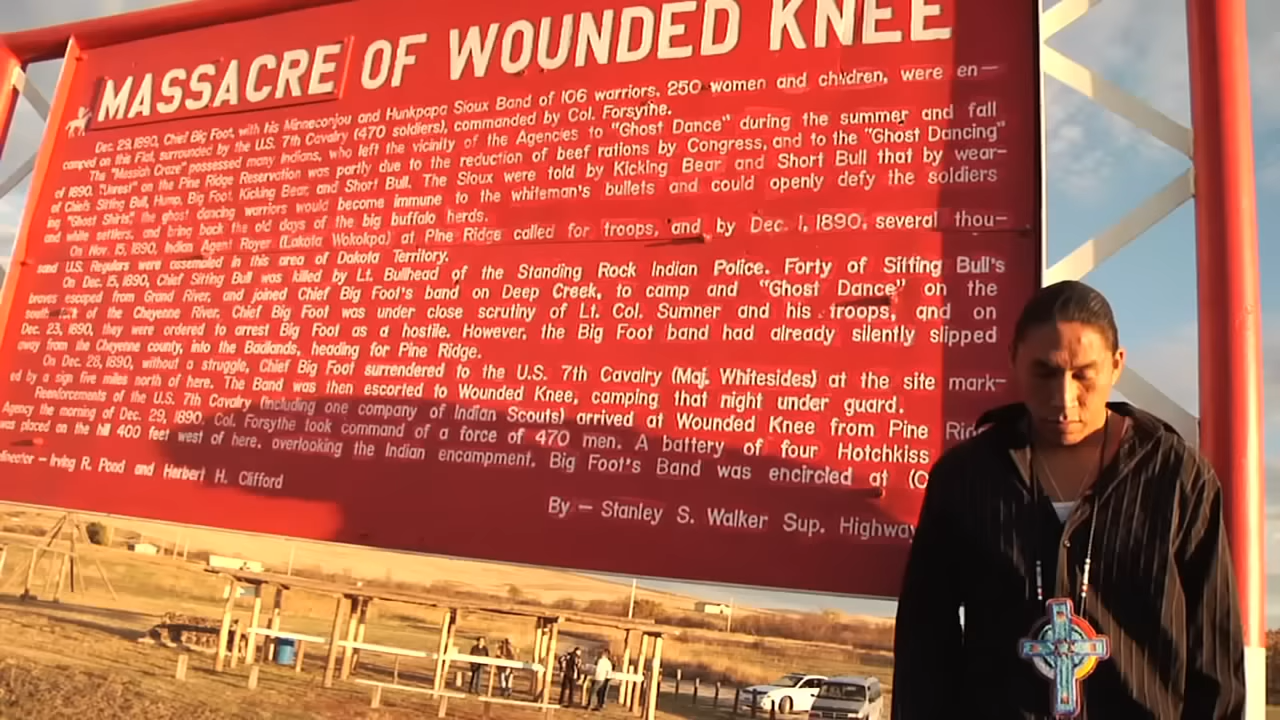 MASSACRE OF WOUNDED KNEE
Dec. 29, 1890, Chief Big Foot, with his Minneconjou and Hunkpapa Sioux Band of 106 warriors, 250 women and children, were en-
camped on this Flat, surrounded by the U.S. 7th Cavalry (470 soldiers), commanded by Col. Forsythe.
The "Messiah Craze" possessed many Indians, who left the vicinity of the Agencies to "Ghost Dance" during the summer and fall
of 1890. "Unrest" on the Pine Ridge Reservation was partly due to the reduction of beef rations by Congress, and to the "Ghost Dancing"
of Chiefs Sitting Bull, Hump, Big Foot, Kicking Bear, and Short Bull. The Sioux were told by Kicking Bear and Short Bull that by wear-
ing "Ghost Shirts," the ghost dancing warriors would become immune to the whiteman's bullets and could openly defy the soldiers
and white settlers, and bring back the old days of the big buffalo herds.
On Nov. 15, 1890, Indian Agent Royer (Lakota Wokokpa) at Pine Ridge called for troops, and by Dec. 1, 1890, several thou-
sand U.S. Regulars were assembled in this area of Dakota Territory.
On Dec. 15, 1890, Chief Sitting Bull was killed by Lt. Bullhead of the Standing Rock Indian Police. Forty of Sitting Bull's
braves escaped from Grand River, and joined Chief Big Foot's band on Deep Creek, to camp and "Ghost Dance" on the
south fork of the Cheyenne River. Chief Big Foot was under close scrutiny of Lt. Col. Sumner and his troops, and on
Dec. 23, 1890, they were ordered to arrest Big Foot as a hostile. However, the Big Foot band had already silently slipped
away from the Cheyenne county, into the Badlands, heading for Pine Ridge.
On Dec. 28, 1890, without a struggle, Chief Big Foot surrendered to the U.S. 7th Cavalry (Maj. Whitesides) at the site mark-
ed by a sign five miles north of here. The Band was then escorted to Wounded Knee, camping that night under guard.
Reenforcements of the U.S. 7th Cavalry (including one company of Indian Scouts) arrived at Wounded Knee from Pine
Agency the morning of Dec. 29, 1890. Col. Forsythe took command of a force of 470 men. A battery of four Hotchkiss
was placed on the hill 400 feet west of here, overlooking the Indian encampment. Big Foot's Band was encircled at
Irving R. Pond and Herbert H. Clifford
By - Stanley S. Walker Sup. Highway